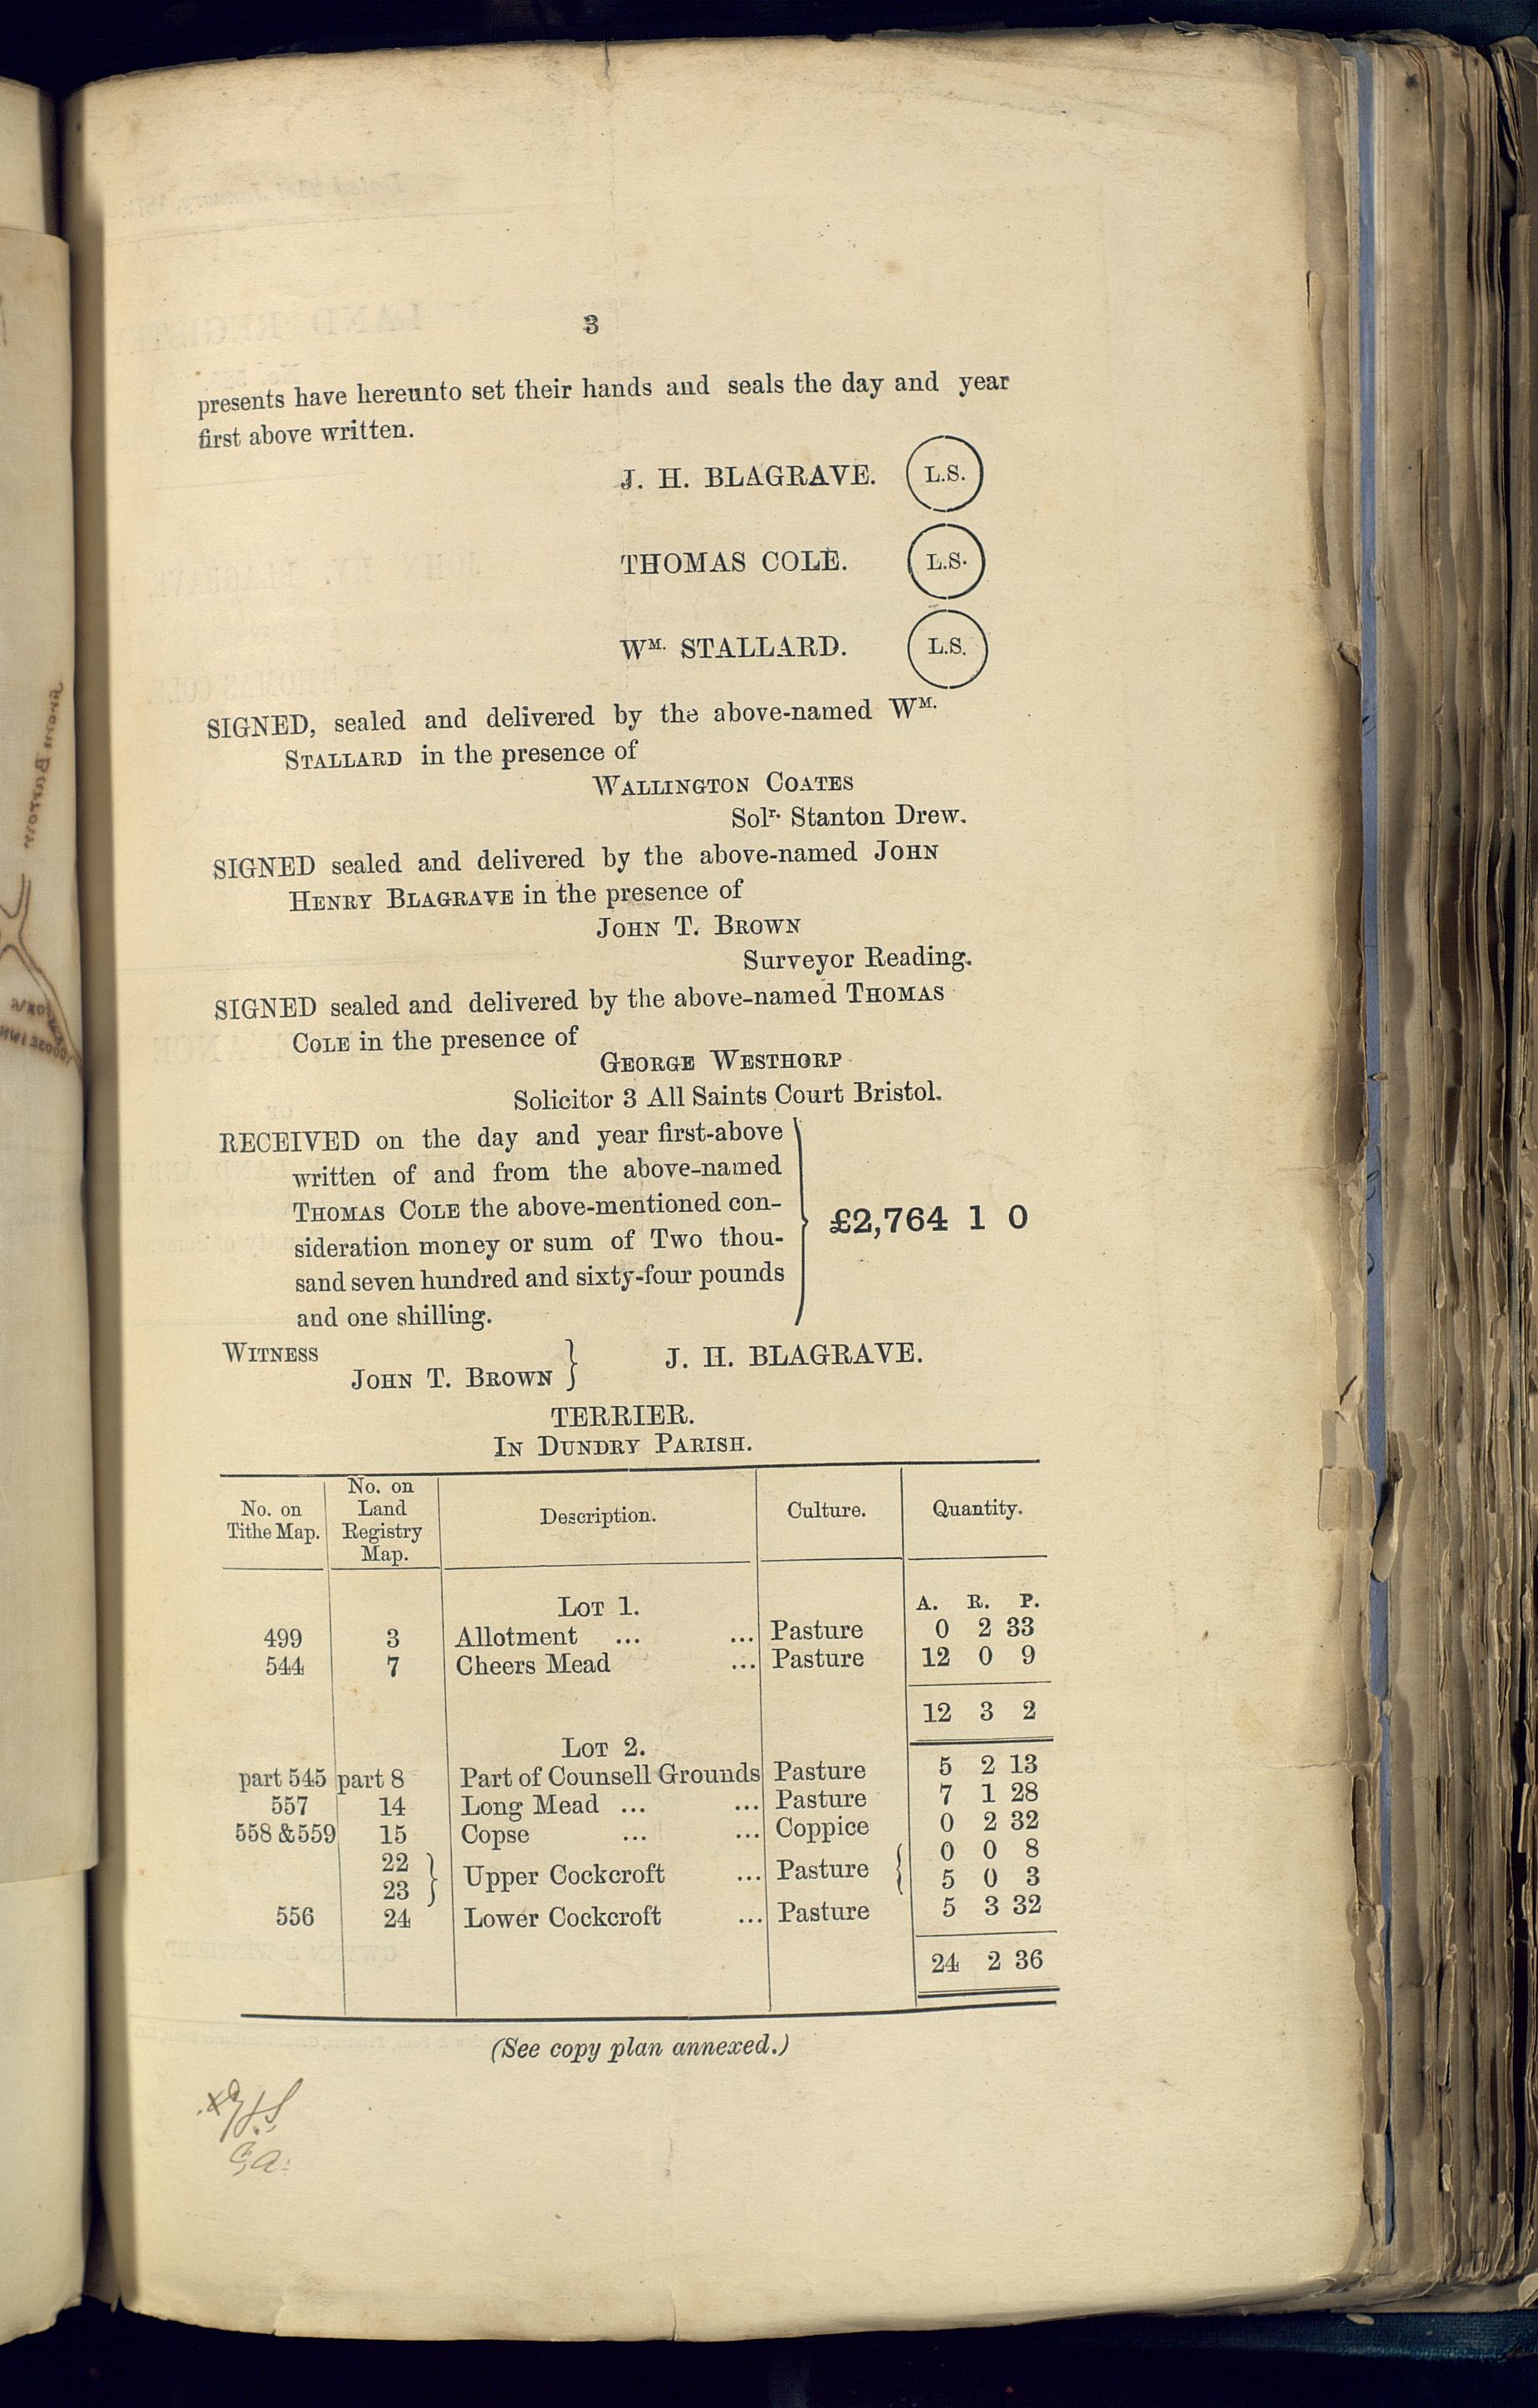 3
presents have hereunto set their hands and seals the day and year
first above written.
J. H. BLAGRAVE. L.S.
THOMAS COLE. L.S.
WM. STALLARD. L.S.
SIGNED, sealed and delivered by the above-named WM.
STALLARD in the presence of
WALLINGTON COATES
Solr. Stanton Drew.
SIGNED sealed and delivered by the above-named JOHN
HENRY BLAGRAVE in the presence of
JOHN T. BROWN
Surveyor Reading.
SIGNED sealed and delivered by the above-named THOMAS
COLE in the presence of
GEORGE WESTHORP
Solicitor 3 All Saints Court Bristol.
RECEIVED on the day and year first-above
written of and from the above-named
THOMAS COLE the above-mentioned con-
sideration money or sum of Two thou-
sand seven hundred and sixty-four pounds
and one shilling.
£2,764 1 0
WITNESS
JOHN T. BROWN } J. H. BLAGRAVE.
TERRIER.
IN DUNDRY PARISH.
No. on Tithe Map. No. on Land Registry Map. Description. Culture. Quantity.
LOT 1. A. R. P.
499 3 Allotment ... ... Pasture 0 2 33
544 7 Cheers Mead ... Pasture 12 0 9
12 3 2
LOT 2.
part 545 part 8 Part of Counsell Grounds Pasture 5 2 13
557 14 Long Mead ... ... Pasture 7 1 28
558 & 559 15 Copse ... ... Coppice 0 2 32
22 0 0 8
} Upper Cockcroft ... Pasture {
23 5 0 3
556 24 Lower Cockcroft ... Pasture 5 3 32
24 2 36
(See copy plan annexed.)